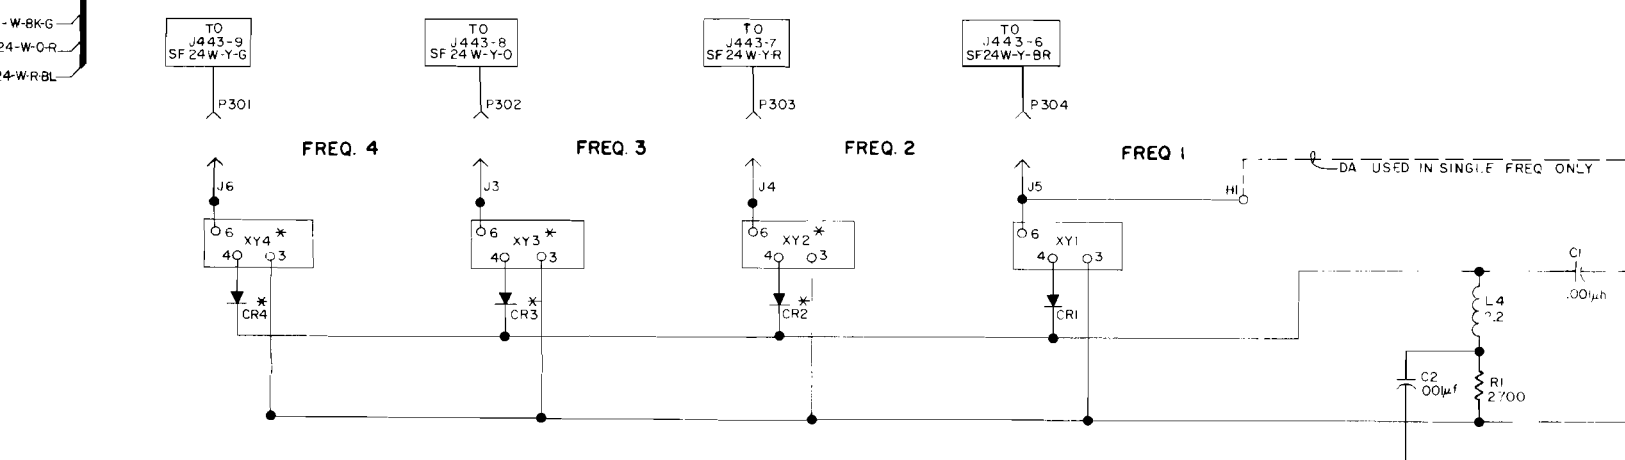 -W-BK-G
24-W-O-R
24-W-R-BL
TO
J443-9
SF24W-Y-G
TO
J443-8
SF24W-Y-O
TO
J443-7
SF24W-Y-R
TO
J443-6
SF24W-Y-BR
P301
P302
P303
P304
FREQ. 4
FREQ. 3
FREQ. 2
FREQ 1
DA USED IN SINGLE FREQ ONLY
J6
J3
J4
J5
H1
6
XY4 *
4 3
6
XY3 *
4 3
6
XY2 *
4 3
6
XY1
4 3
C1
.001μf
*
CR4
*
CR3
*
CR2
CR1
L4
C2
.001μf
R1
2700